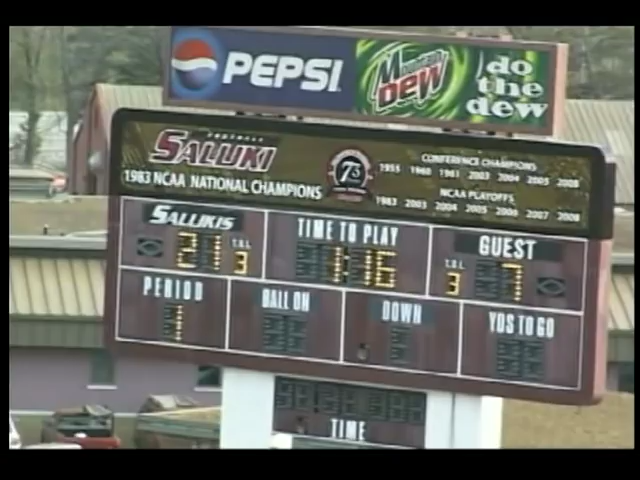 PEPSI
Mountain
DEW
do
the
dew
FOOTBALL
SALUKI
1983 NCAA NATIONAL CHAMPIONS
75
CONFERENCE CHAMPIONS
1955 1960 1961 2003 2004 2005 2008
NCAA PLAYOFFS
1983 2003 2004 2005 2006 2007 2008
SALUKIS
21 T.O.L 3
TIME TO PLAY
1:16
GUEST
T.O.L 3 7
PERIOD
1
BALL ON
DOWN
YDS TO GO
TIME